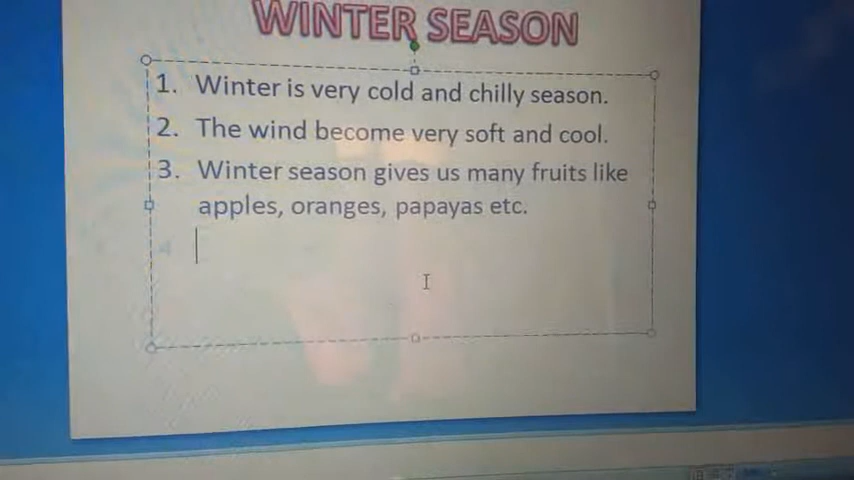 WINTER SEASON
1. Winter is very cold and chilly season.
2. The wind become very soft and cool.
3. Winter season gives us many fruits like
apples, oranges, papayas etc.
4